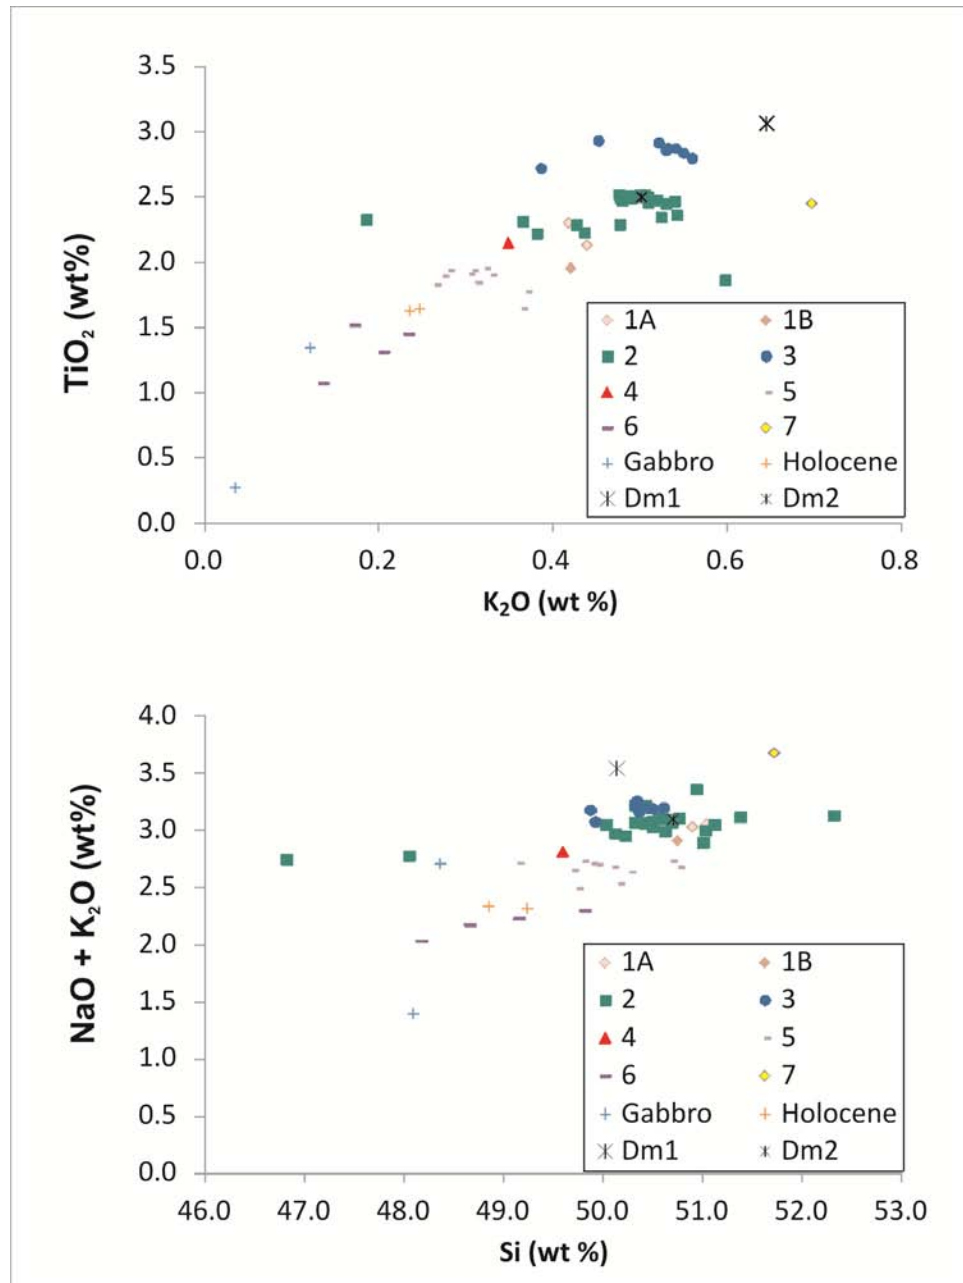 3.5
3.0
2.5
2.0
1.5
1.0
0.5
0.0
TiO₂ (wt%)
0.0 0.2 0.4 0.6 0.8
K₂O (wt %)
1A 1B
2 3
4 5
6 7
Gabbro Holocene
Dm1 Dm2
4.0
3.5
3.0
2.5
2.0
1.5
1.0
0.5
0.0
NaO + K₂O (wt%)
46.0 47.0 48.0 49.0 50.0 51.0 52.0 53.0
Si (wt %)
1A 1B
2 3
4 5
6 7
Gabbro Holocene
Dm1 Dm2